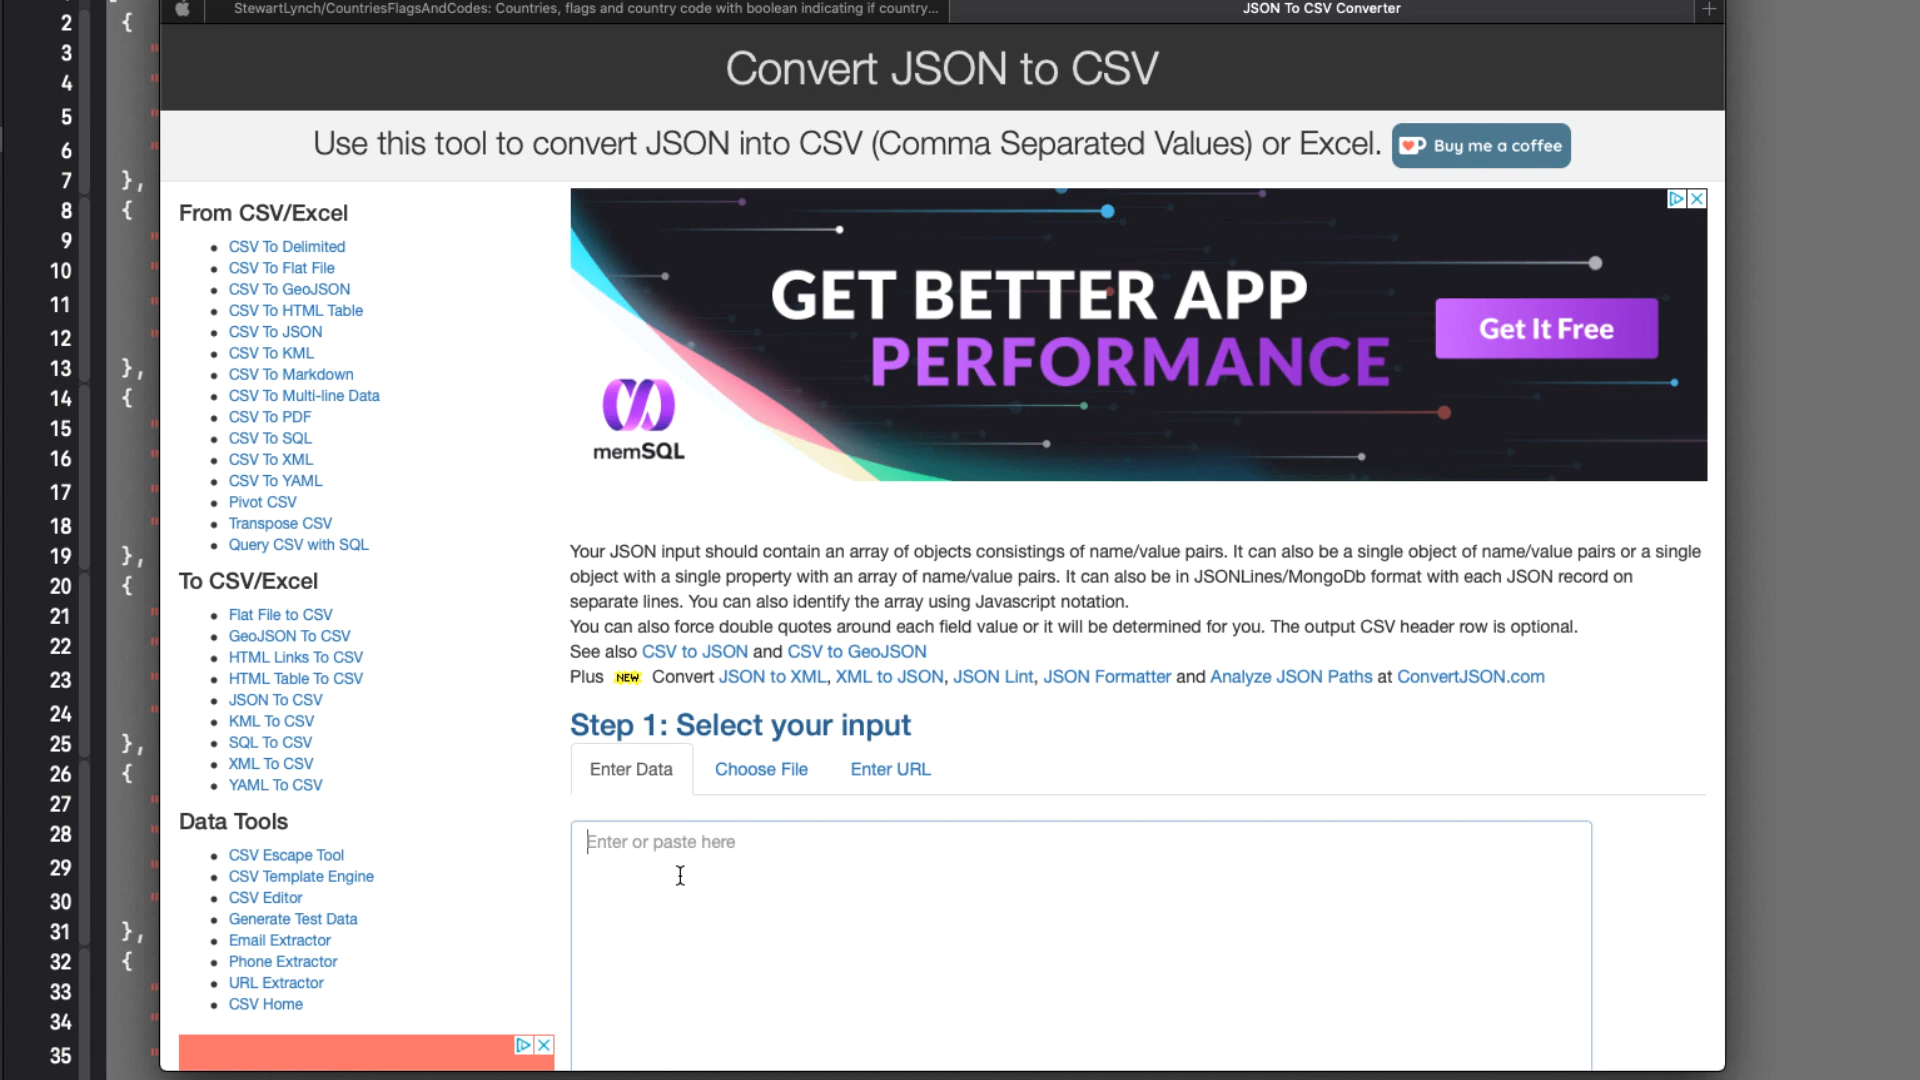 StewartLynch/CountriesFlagsAndCodes: Countries, flags and country code with boolean indicating if country...
JSON To CSV Converter
Convert JSON to CSV
Use this tool to convert JSON into CSV (Comma Separated Values) or Excel.
Buy me a coffee
From CSV/Excel
CSV To Delimited
CSV To Flat File
CSV To GeoJSON
CSV To HTML Table
CSV To JSON
CSV To KML
CSV To Markdown
CSV To Multi-line Data
CSV To PDF
CSV To SQL
CSV To XML
CSV To YAML
Pivot CSV
Transpose CSV
Query CSV with SQL
To CSV/Excel
Flat File to CSV
GeoJSON To CSV
HTML Links To CSV
HTML Table To CSV
JSON To CSV
KML To CSV
SQL To CSV
XML To CSV
YAML To CSV
Data Tools
CSV Escape Tool
CSV Template Engine
CSV Editor
Generate Test Data
Email Extractor
Phone Extractor
URL Extractor
CSV Home
GET BETTER APP
PERFORMANCE
Get It Free
memSQL
Your JSON input should contain an array of objects consistings of name/value pairs. It can also be a single object of name/value pairs or a single
object with a single property with an array of name/value pairs. It can also be in JSONLines/MongoDb format with each JSON record on
separate lines. You can also identify the array using Javascript notation.
You can also force double quotes around each field value or it will be determined for you. The output CSV header row is optional.
See also CSV to JSON and CSV to GeoJSON
Plus NEW Convert JSON to XML, XML to JSON, JSON Lint, JSON Formatter and Analyze JSON Paths at ConvertJSON.com
Step 1: Select your input
Enter Data
Choose File
Enter URL
Enter or paste here
2 {
3 "
4 "
5 "
6 "
7 },
8 {
9 "
10 "
11 "
12 "
13 },
14 {
15 "
16 "
17 "
18 "
19 },
20 {
21 "
22 "
23 "
24 "
25 },
26 {
27 "
28 "
29 "
30 "
31 },
32 {
33 "
34 "
35 "